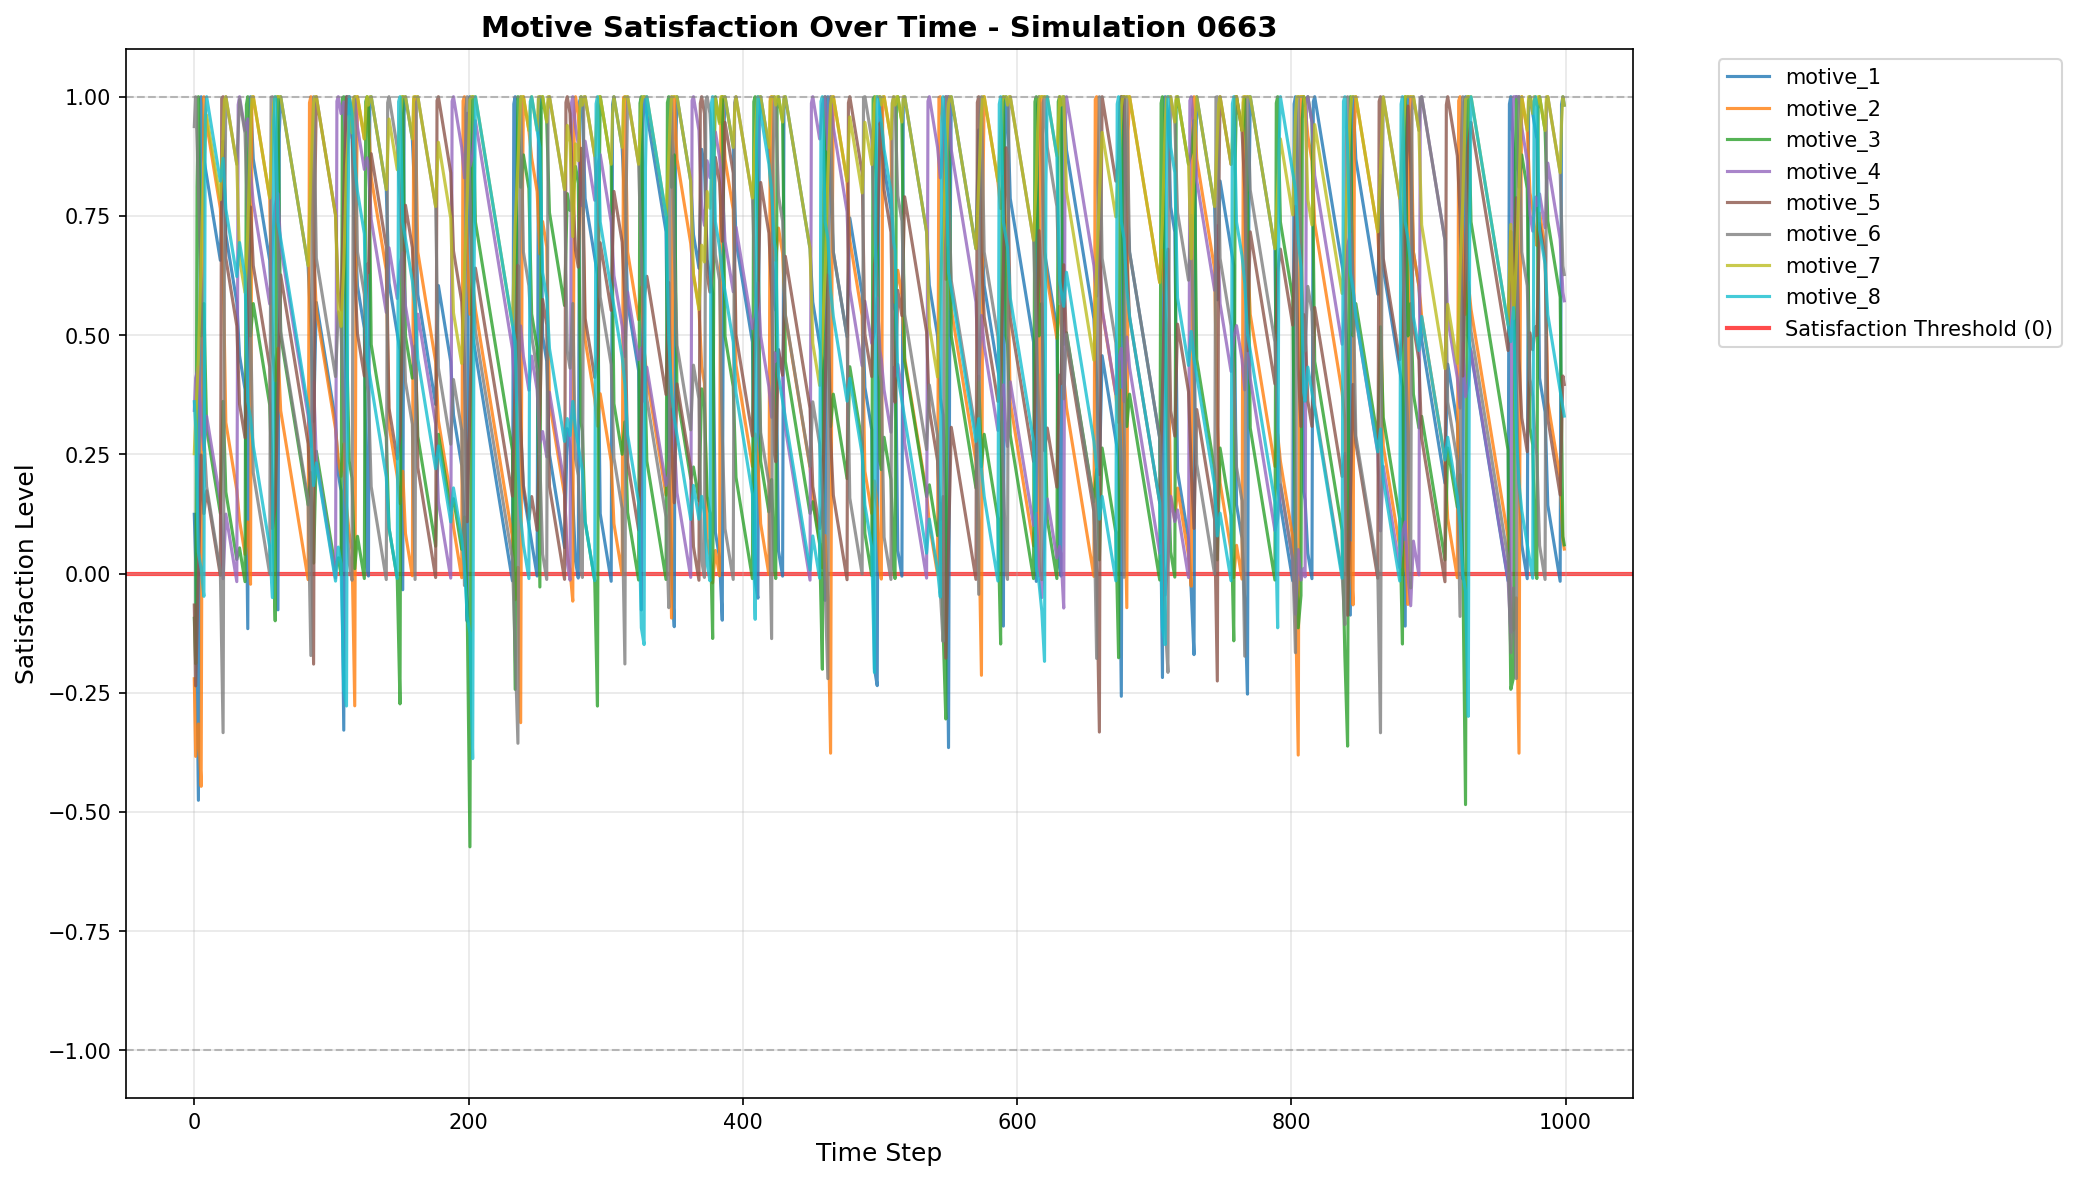 Motive Satisfaction Over Time - Simulation 0663
1.00
0.75
0.50
0.25
0.00
−0.25
−0.50
−0.75
−1.00
Satisfaction Level
0 200 400 600 800 1000
Time Step
motive_1
motive_2
motive_3
motive_4
motive_5
motive_6
motive_7
motive_8
Satisfaction Threshold (0)